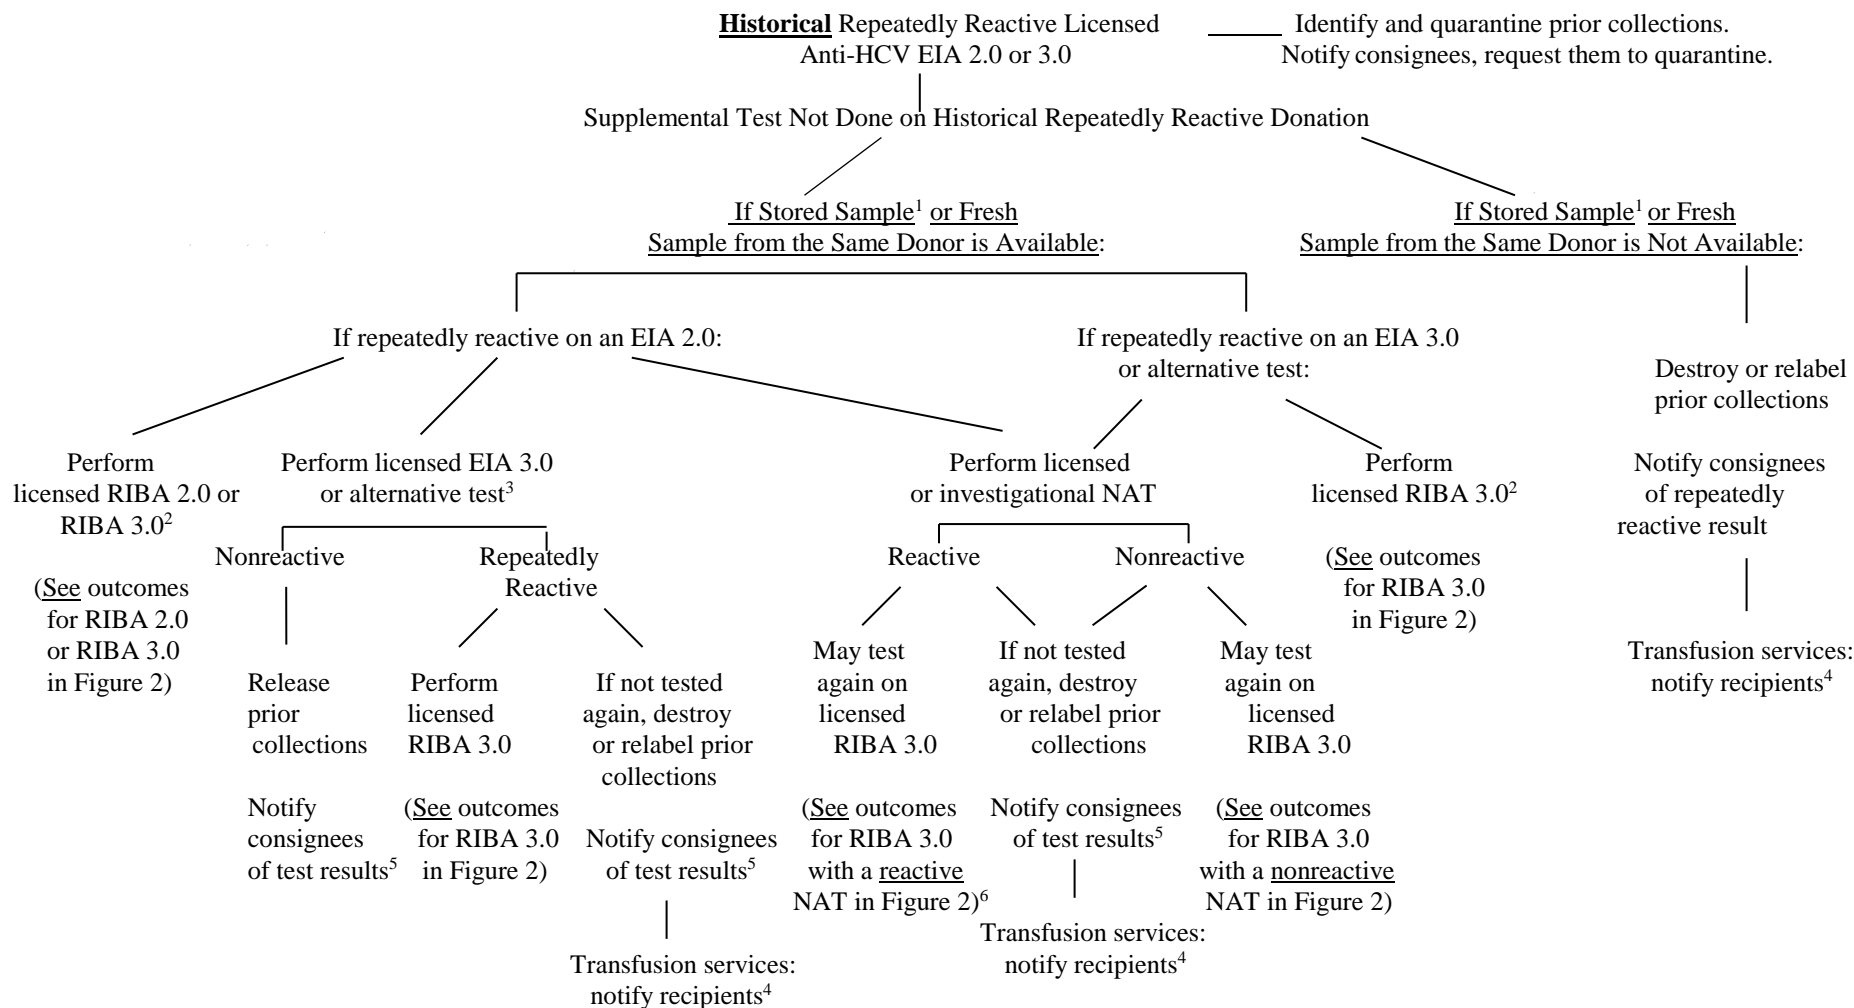 Historical Repeatedly Reactive Licensed
Anti-HCV EIA 2.0 or 3.0
Identify and quarantine prior collections.
Notify consignees, request them to quarantine.
Supplemental Test Not Done on Historical Repeatedly Reactive Donation
If Stored Sample1 or Fresh
Sample from the Same Donor is Available:
If Stored Sample1 or Fresh
Sample from the Same Donor is Not Available:
If repeatedly reactive on an EIA 2.0:
If repeatedly reactive on an EIA 3.0
or alternative test:
Destroy or relabel
prior collections
Perform
licensed RIBA 2.0 or
RIBA 3.02
(See outcomes
for RIBA 2.0
or RIBA 3.0
in Figure 2)
Perform licensed EIA 3.0
or alternative test3
Perform licensed
or investigational NAT
Perform
licensed RIBA 3.02
(See outcomes
for RIBA 3.0
in Figure 2)
Notify consignees
of repeatedly
reactive result
Transfusion services:
notify recipients4
Nonreactive
Repeatedly
Reactive
Reactive
Nonreactive
Release
prior
collections
Notify
consignees
of test results5
Perform
licensed
RIBA 3.0
(See outcomes
for RIBA 3.0
in Figure 2)
If not tested
again, destroy
or relabel prior
collections
Notify consignees
of test results5
Transfusion services:
notify recipients4
May test
again on
licensed
RIBA 3.0
(See outcomes
for RIBA 3.0
with a reactive
NAT in Figure 2)6
If not tested
again, destroy
or relabel prior
collections
Notify consignees
of test results5
Transfusion services:
notify recipients4
May test
again on
licensed
RIBA 3.0
(See outcomes
for RIBA 3.0
with a nonreactive
NAT in Figure 2)